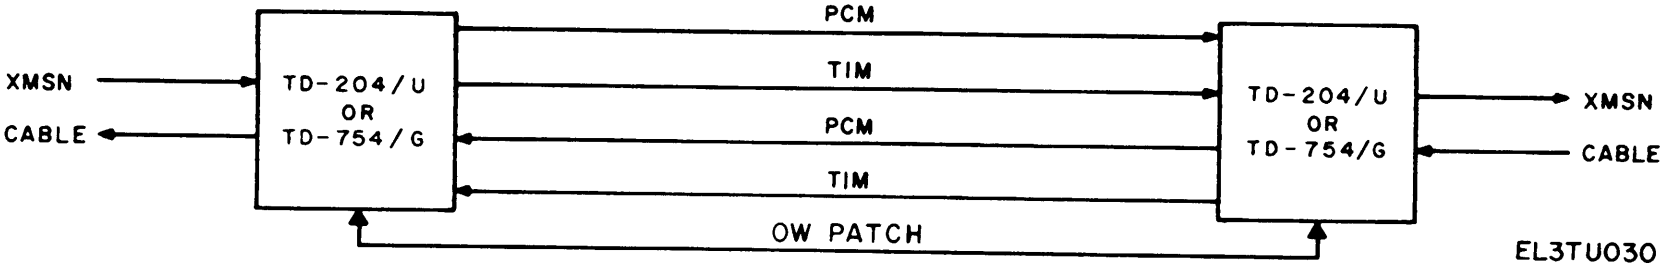 PCM
XMSN
TD-204/U
OR
TD-754/G
CABLE
TIM
PCM
TIM
TD-204/U
OR
TD-754/G
XMSN
CABLE
OW PATCH
EL3TU030